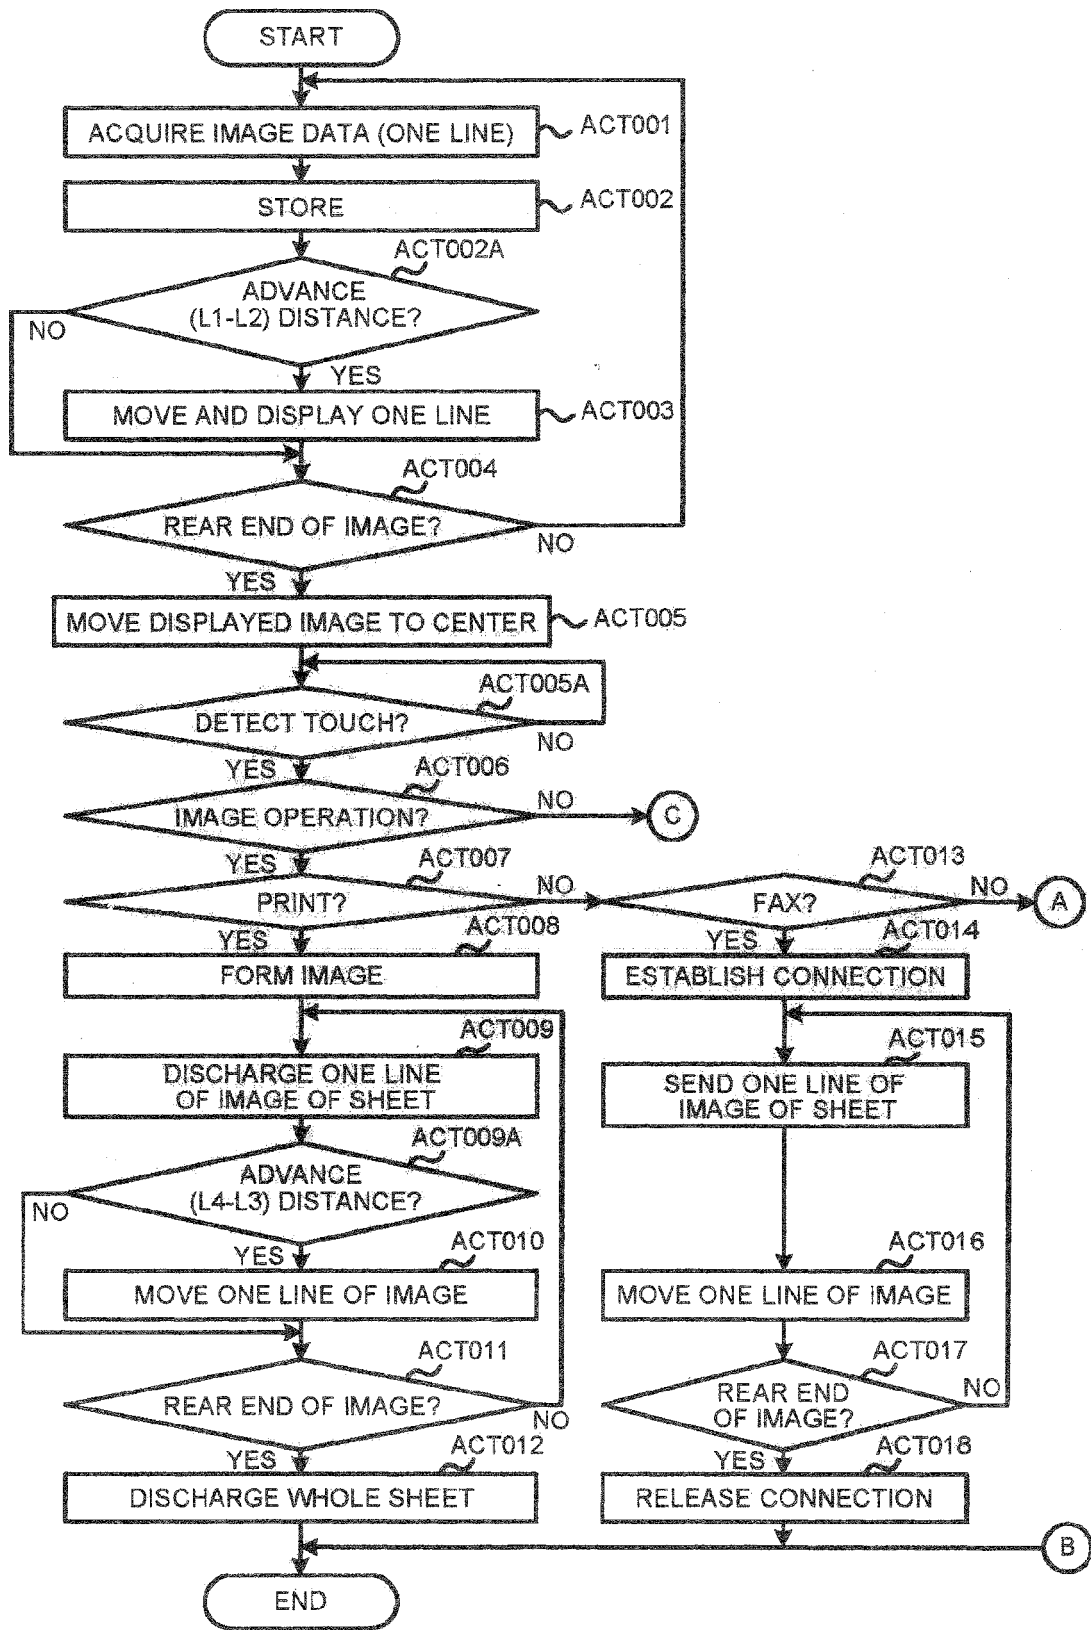 START
ACQUIRE IMAGE DATA (ONE LINE)
ACT001
STORE
ACT002
ACT002A
ADVANCE
(L1-L2) DISTANCE?
NO
YES
MOVE AND DISPLAY ONE LINE
ACT003
ACT004
REAR END OF IMAGE?
NO
YES
MOVE DISPLAYED IMAGE TO CENTER
ACT005
ACT005A
DETECT TOUCH?
NO
YES
ACT006
IMAGE OPERATION?
NO
C
YES
ACT007
PRINT?
NO
ACT013
FAX?
NO
A
YES
ACT008
FORM IMAGE
YES
ACT014
ESTABLISH CONNECTION
ACT009
DISCHARGE ONE LINE
OF IMAGE OF SHEET
ACT015
SEND ONE LINE OF
IMAGE OF SHEET
ACT009A
ADVANCE
(L4-L3) DISTANCE?
NO
YES
ACT010
MOVE ONE LINE OF IMAGE
ACT016
MOVE ONE LINE OF IMAGE
ACT011
REAR END OF IMAGE?
NO
ACT017
REAR END
OF IMAGE?
NO
YES
ACT012
DISCHARGE WHOLE SHEET
YES
ACT018
RELEASE CONNECTION
B
END